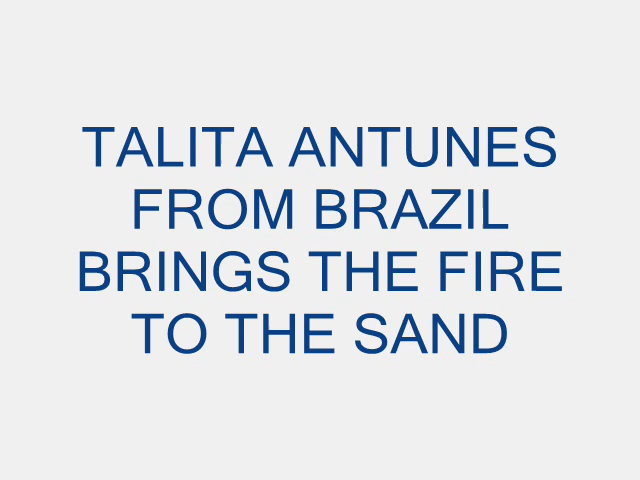 TALITA ANTUNES
FROM BRAZIL
BRINGS THE FIRE
TO THE SAND